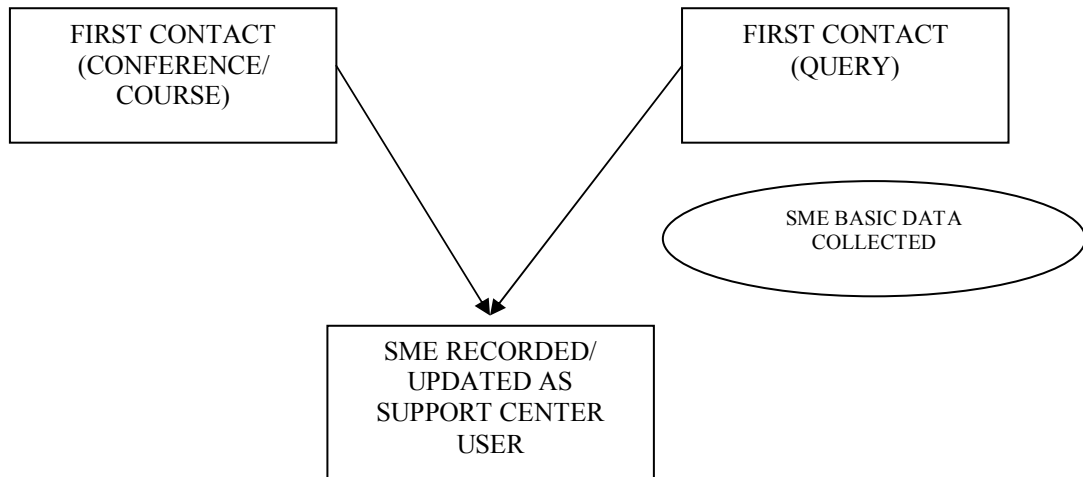 FIRST CONTACT
(CONFERENCE/
COURSE)
FIRST CONTACT
(QUERY)
SME BASIC DATA
COLLECTED
SME RECORDED/
UPDATED AS
SUPPORT CENTER
USER